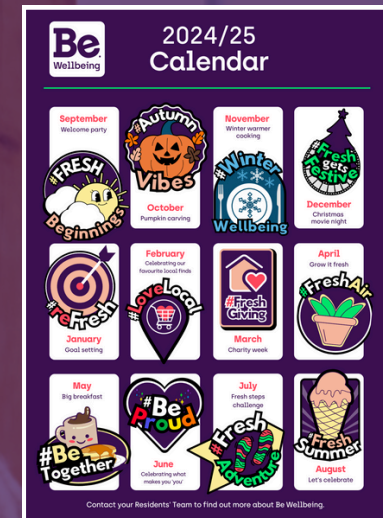 Be.
Wellbeing
2024/25
Calendar
September
Welcome party
#FRESH
Beginnings
#Autumn
Vibes
October
Pumpkin carving
November
Winter warmer
cooking
#Winter
Wellbeing
#Fresh
gets
Festive
December
Christmas
movie night
#reFresh
January
Goal setting
February
Celebrating our
favourite local finds
#LoveLocal
#Fresh
Giving
March
Charity week
April
Grow it fresh
#FreshAir
May
Big breakfast
#Be
Together
#Be
Proud
June
Celebrating what
makes you 'you'
July
Fresh steps
challenge
#Fresh
Adventure
#Fresh
Summer
August
Let's celebrate
Contact your Residents' Team to find out more about Be Wellbeing.